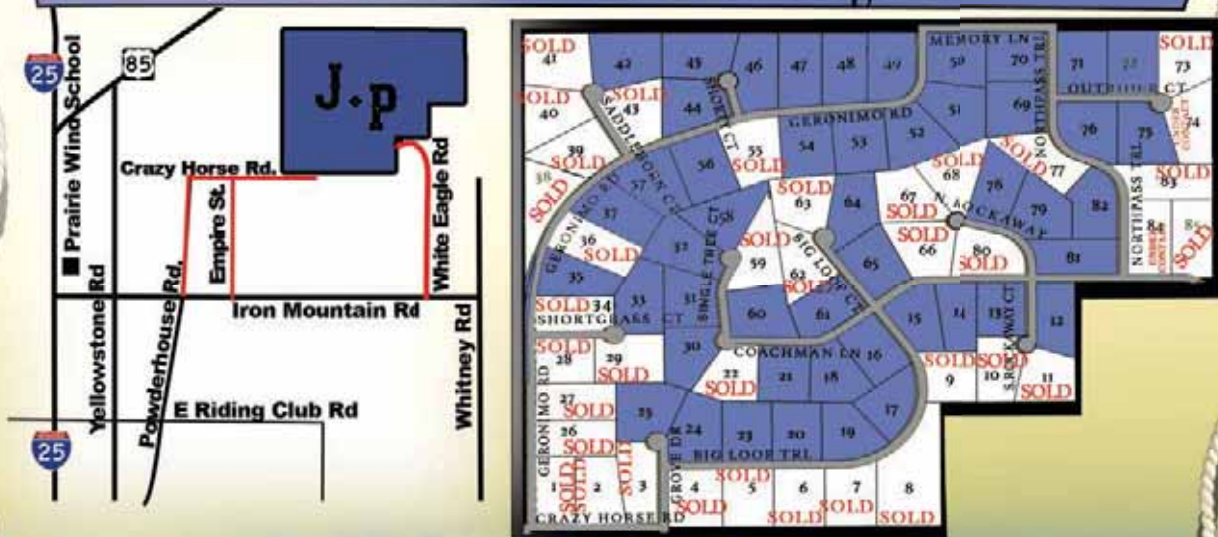 25
85
Prairie Wind School
J.P
Crazy Horse Rd.
Empire St.
White Eagle Rd
Iron Mountain Rd
Yellowstone Rd
Powderhouse Rd.
Whitney Rd
E Riding Club Rd
25
SOLD
41
42
45
46
47
48
49
MEMORY LN
50
70
NORTHPASS TRL
71
SOLD
73
SOLD
40
SOLD
43
44
SHORTY CT
SADDLEHORN CT
GERONIMO RD
51
69
OUTRIDER CT
76
75
UNDER CONTRACT
74
39
SOLD
38
SOLD
56
55
SOLD
54
53
52
SOLD
68
SOLD
77
SOLD
83
57
GERONIMO RD
37
36
SOLD
35
58
SINGLE TREE CT
SOLD
63
64
67
SOLD
78
79
82
NORTHPASS TRL
84
UNDER CONTRACT
SOLD
N ROCKAWAY
SOLD
66
80
SOLD
81
32
SOLD
59
62
SOLD
BIG LOOP CT
65
SOLD 34
33
31
SHORTGRASS CT
60
61
15
14
13
12
S ROCKAWAY CT
SOLD
28
29
SOLD
30
COACHMAN LN
16
22
SOLD
21
18
SOLD
9
SOLD
10
11
SOLD
GERONIMO RD
27
SOLD
26
SOLD
25
24
23
20
19
17
GROVE DR
BIG LOOP TRL
1
SOLD
SOLD
2
SOLD
3
4
SOLD
SOLD
5
6
SOLD
7
SOLD
8
SOLD
CRAZY HORSE RD